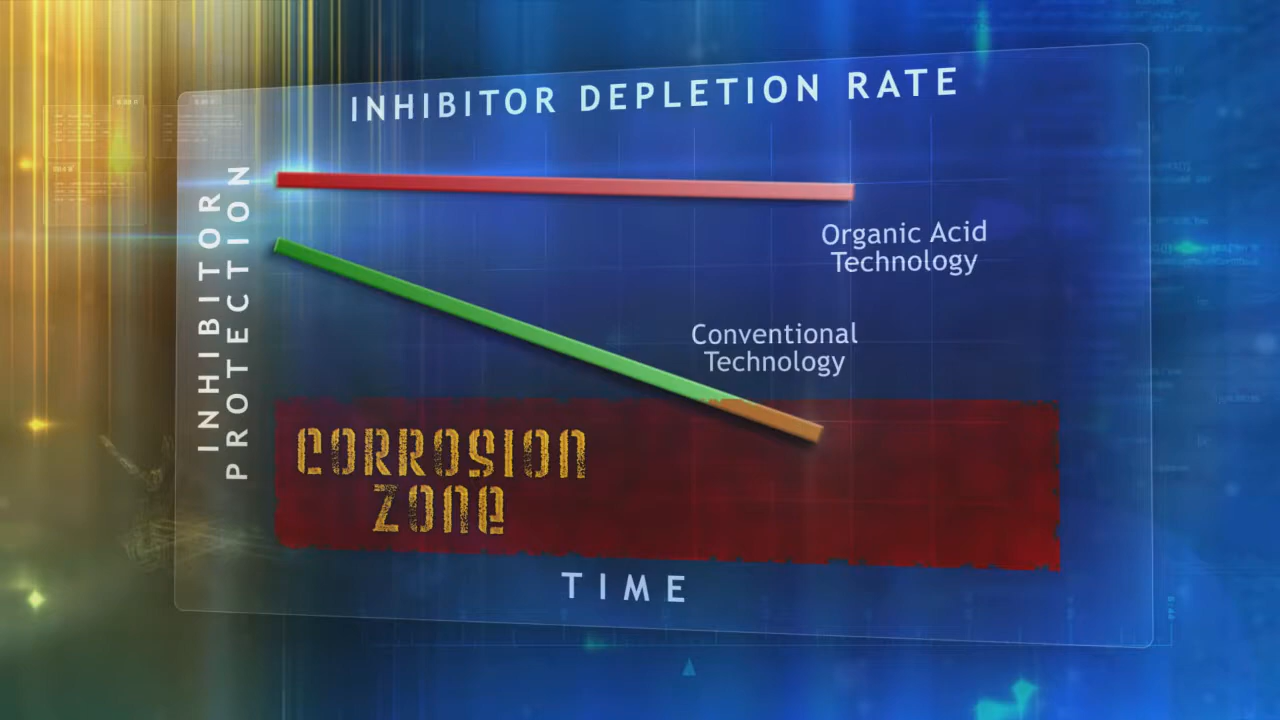 INHIBITOR DEPLETION RATE
INHIBITOR
PROTECTION
Organic Acid
Technology
Conventional
Technology
CORROSION
ZONE
TIME